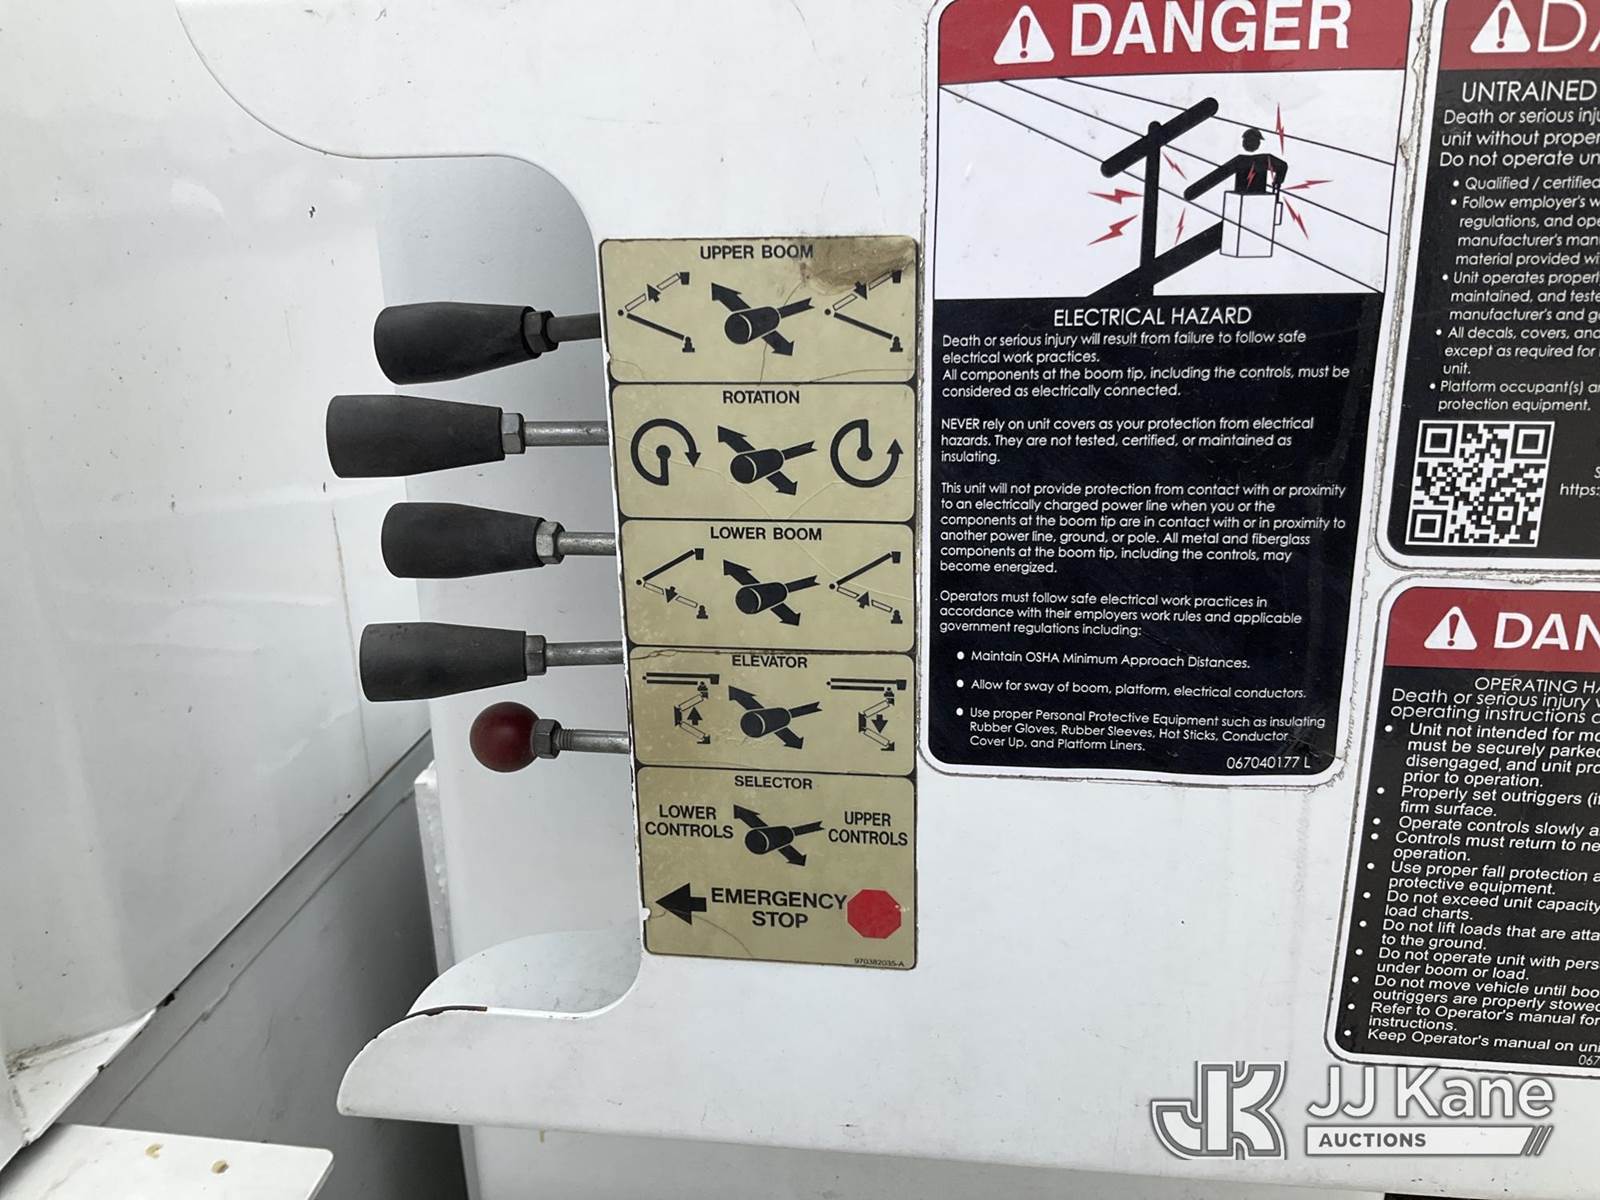 UPPER BOOM
ROTATION
LOWER BOOM
ELEVATOR
SELECTOR
LOWER
CONTROLS
UPPER
CONTROLS
EMERGENCY
STOP
970382035-A
DANGER
ELECTRICAL HAZARD
Death or serious injury will result from failure to follow safe
electrical work practices.
All components at the boom tip, including the controls, must be
considered as electrically connected.
NEVER rely on unit covers as your protection from electrical
hazards. They are not tested, certified, or maintained as
insulating.
This unit will not provide protection from contact with or proximity
to an electrically charged power line when you or the
components at the boom tip are in contact with or in proximity to
another power line, ground, or pole. All metal and fiberglass
components at the boom tip, including the controls, may
become energized.
Operators must follow safe electrical work practices in
accordance with their employers work rules and applicable
government regulations including:
• Maintain OSHA Minimum Approach Distances.
• Allow for sway of boom, platform, electrical conductors.
• Use proper Personal Protective Equipment such as insulating
Rubber Gloves, Rubber Sleeves, Hot Sticks, Conductor
Cover Up, and Platform Liners.
067040177 L
UNTRAINED
Death or serious
unit without proper
Do not operate
• Qualified / certified
• Follow employer's
regulations, and
manufacturer's
material provided
• Unit operates
maintained, and
manufacturer's and
• All decals, covers, and
except as required for
unit.
• Platform occupant(s)
protection equipment.
https:
DAN
OPERATING
Death or serious injury
operating instructions
• Unit not intended for
must be securely parked
disengaged, and unit
prior to operation.
• Properly set outriggers
firm surface.
• Operate controls slowly
• Controls must return to
operation.
• Use proper fall protection
protective equipment.
• Do not exceed unit capacity
load charts.
• Do not lift loads that are
to the ground.
• Do not operate unit with
under boom or load.
• Do not move vehicle until
outriggers are properly stowed
• Refer to Operator's manual for
instructions.
• Keep Operator's manual on
067
JK JJ Kane
AUCTIONS